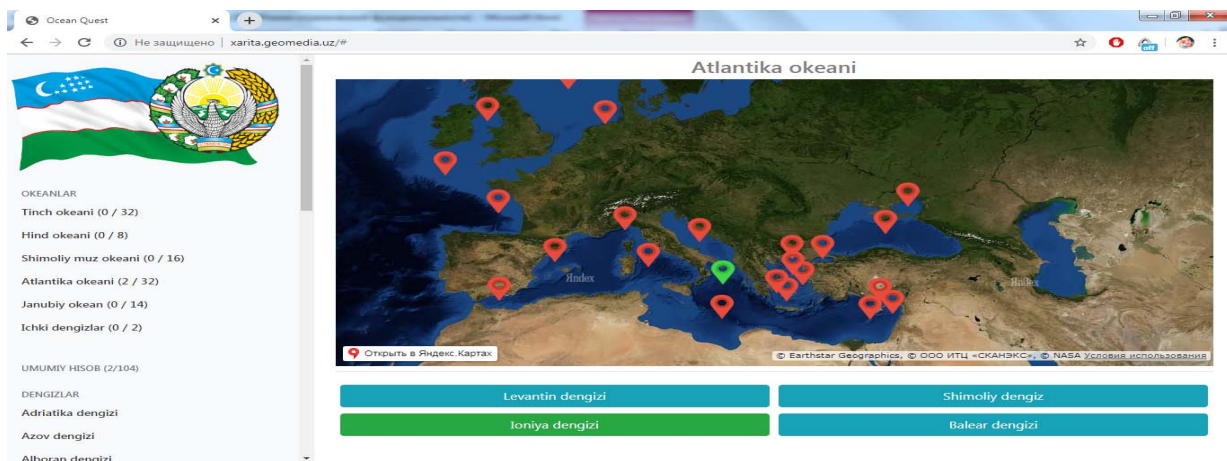 Ocean Quest
Не защищено | xarita.geomedia.uz/#
off
OKEANLAR
Tinch okeani (0 / 32)
Hind okeani (0 / 8)
Shimoliy muz okeani (0 / 16)
Atlantika okeani (2 / 32)
Janubiy okean (0 / 14)
Ichki dengizlar (0 / 2)
UMUMIY HISOB (2/104)
DENGIZLAR
Adriatika dengizi
Azov dengizi
Alboran dengizi
Atlantika okeani
Яndex
Яndex
Открыть в Яндекс.Картах
© Earthstar Geographics, © ООО ИТЦ «СКАНЭКС», © NASA Условия использования
Levantin dengizi
Shimoliy dengiz
Ioniya dengizi
Balear dengizi